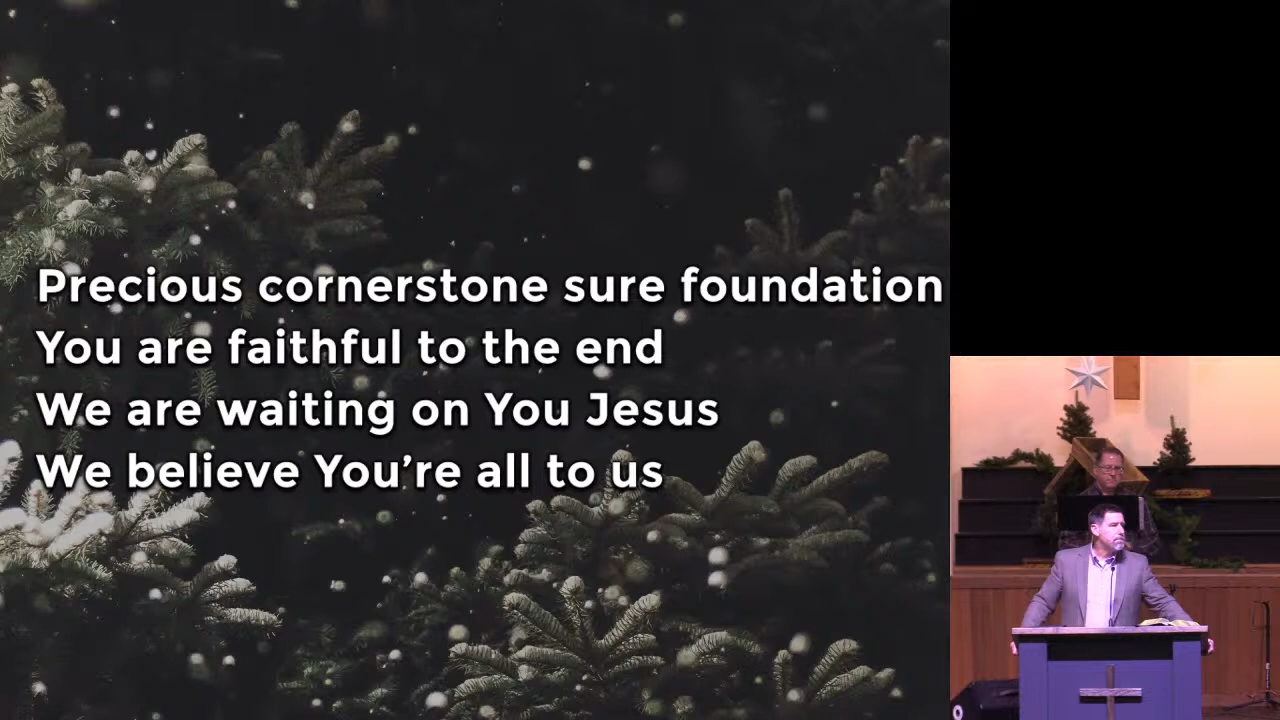 Precious cornerstone sure foundation
You are faithful to the end
We are waiting on You Jesus
We believe You’re all to us